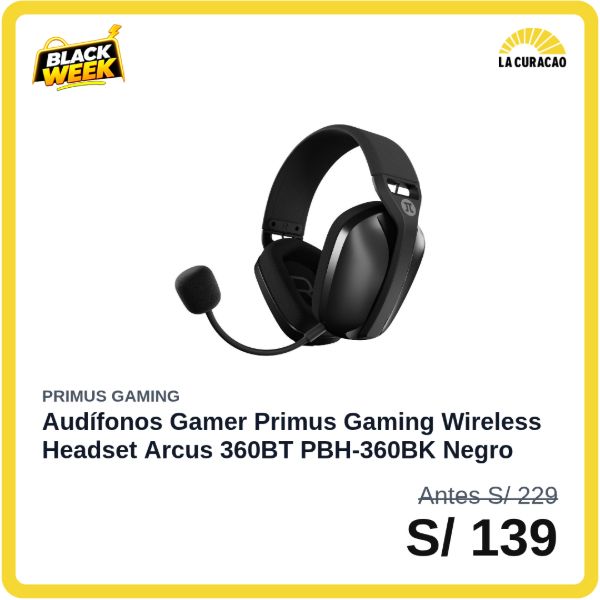 BLACK
WEEK
LA CURACAO
PRIMUS GAMING
Audífonos Gamer Primus Gaming Wireless
Headset Arcus 360BT PBH-360BK Negro
Antes S/ 229
S/ 139